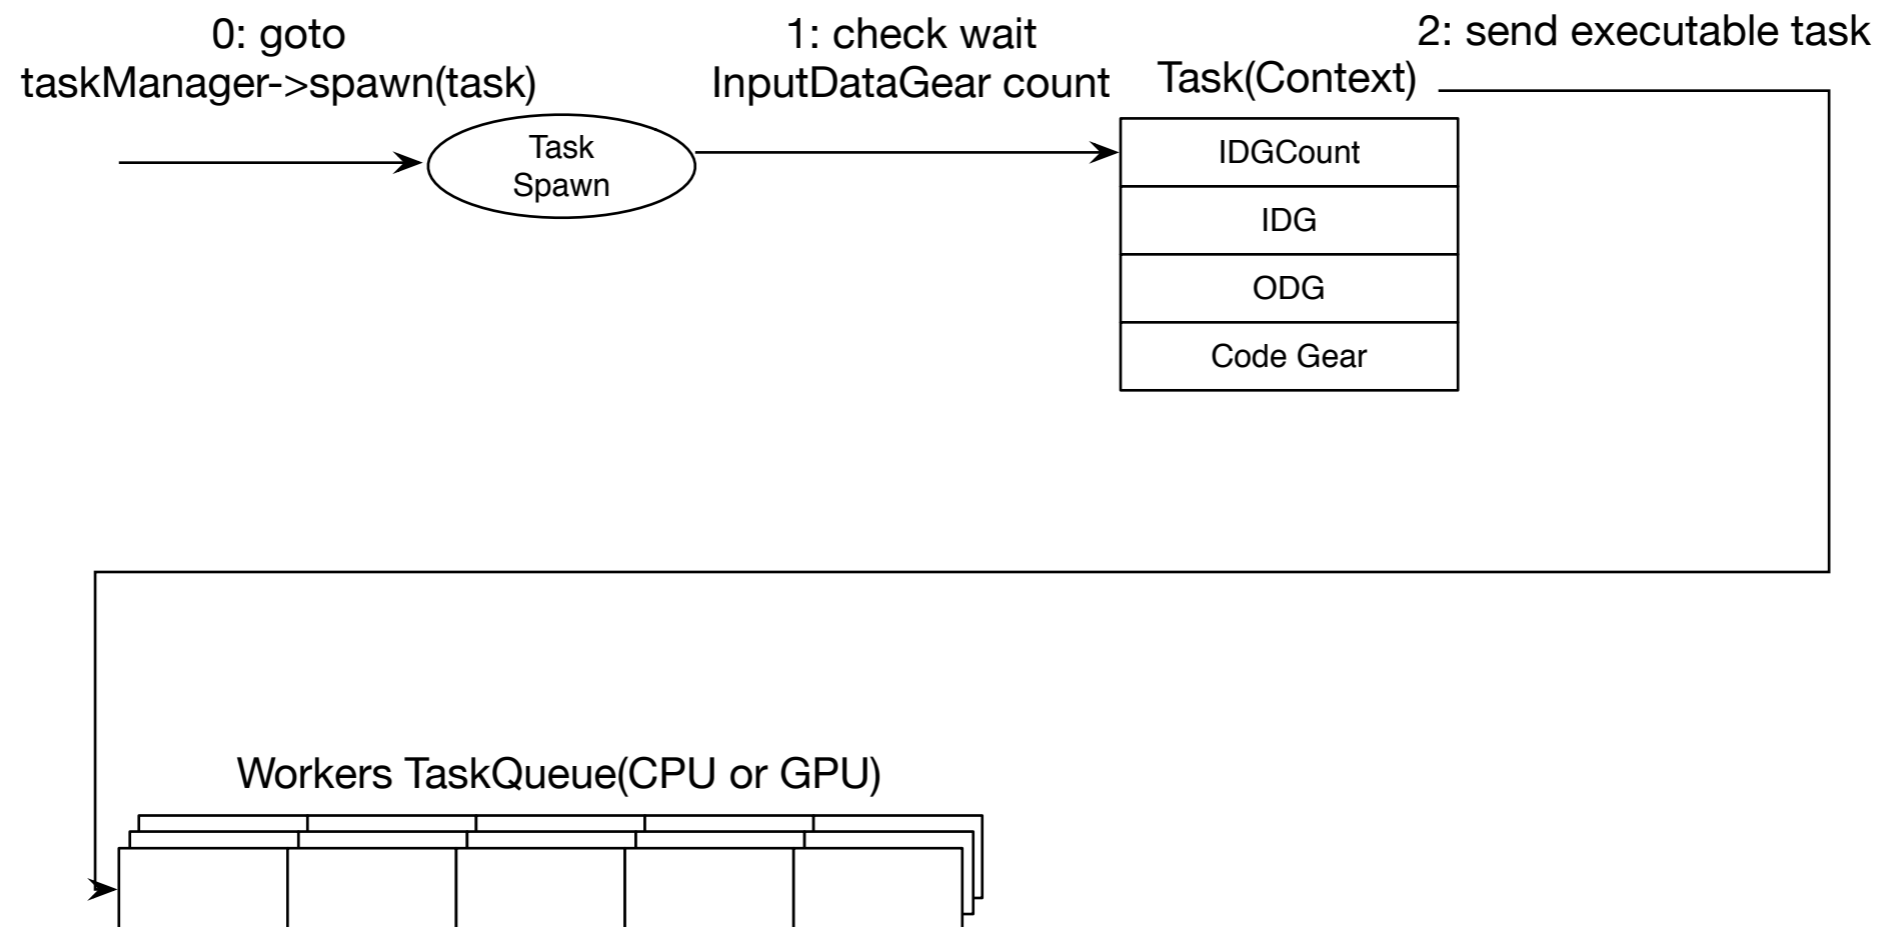 0: goto
taskManager->spawn(task)
1: check wait
InputDataGear count
Task(Context)
2: send executable task
Task
Spawn
IDGCount
IDG
ODG
Code Gear
Workers TaskQueue(CPU or GPU)